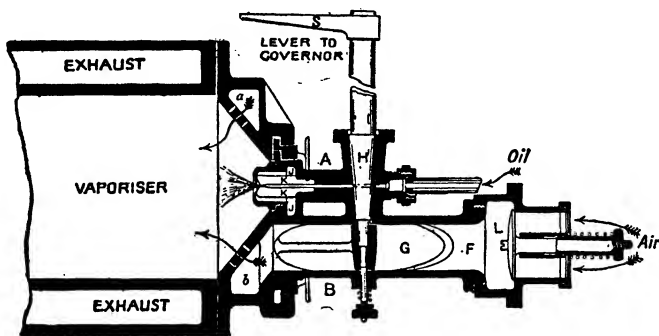 S
LEVER TO
GOVERNOR
EXHAUST
a
A
H
Oil
J
K
K
J
VAPORISER
L
E
Air
G
F
b
B
EXHAUST